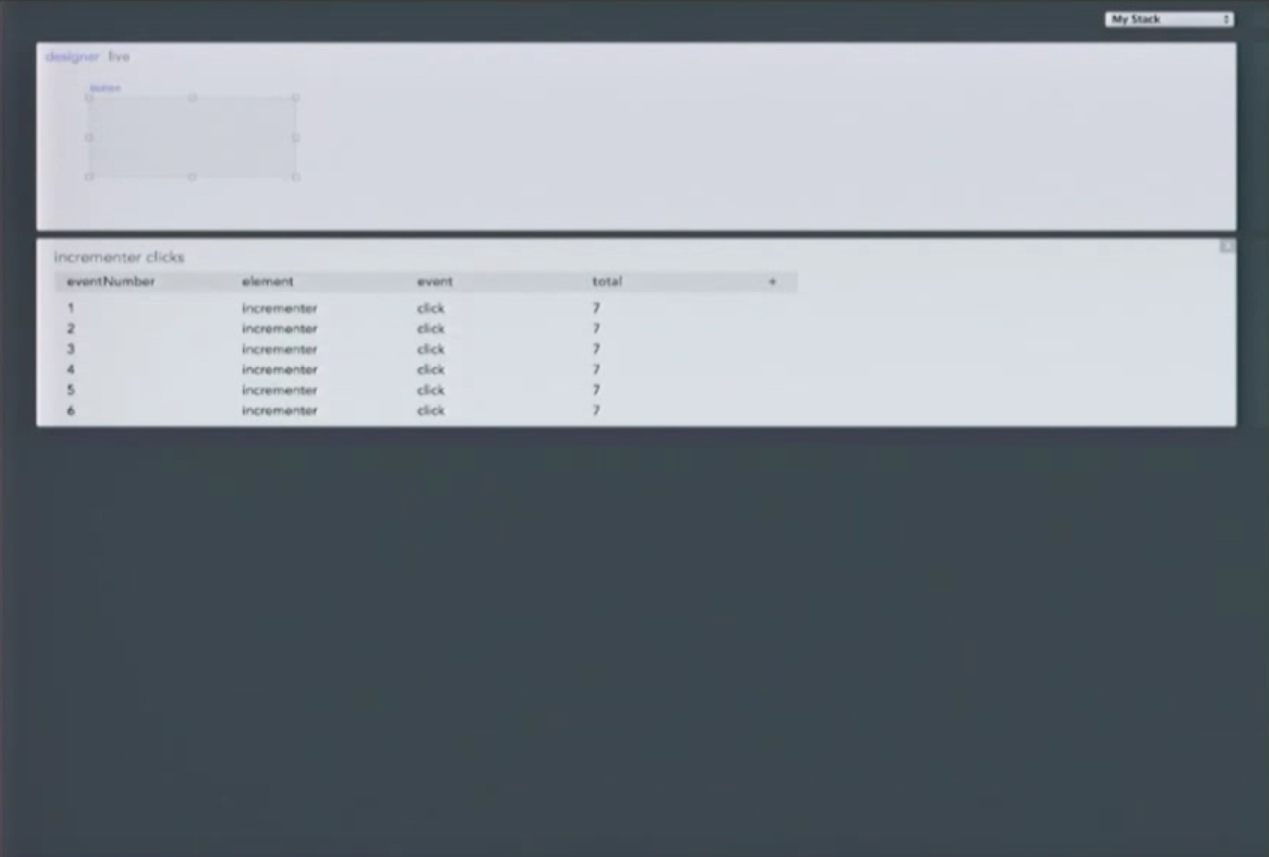 My Stack
designer live
button
incrementer clicks
eventNumber element event total +
1 incrementer click 7
2 incrementer click 7
3 incrementer click 7
4 incrementer click 7
5 incrementer click 7
6 incrementer click 7